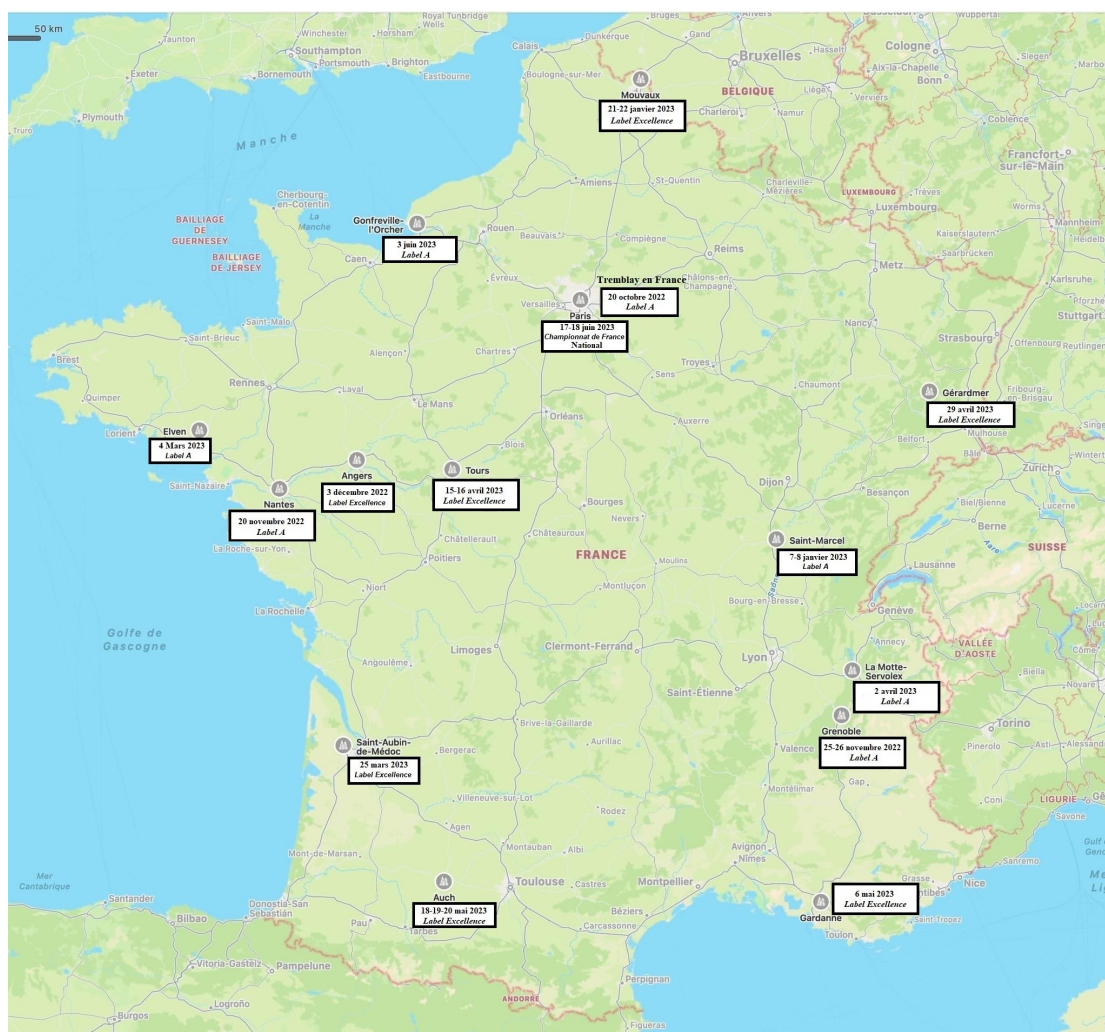 50 km
Taunton
Winchester
Horsham
Royal Tunbridge
Wells
Southampton
Portsmouth
Brighton
Eastbourne
Exeter
Bornemouth
Plymouth
Truro
Manche
Calais
Dunkerque
Bruges
Anvers
Gand
Bruxelles
Hasselt
Cologne
Aix-la-Chapelle
Bonn
Siegen
Wuppertal
Boulogne-sur-Mer
Mouvaux
21-22 janvier 2023
Label Excellence
BELGIQUE
Liège
Verviers
Charleroi
Namur
Coblence
Francfort-
sur-le-Main
Cherbourg-
en-Cotentin
La
Manche
BAILLIAGE
DE
GUERNESEY
BAILLIAGE
DE JERSEY
Amiens
St-Quentin
Charleville-
Mézières
LUXEMBOURG
Trèves
Luxembourg
Worms
Mannheim
Kaiserslautern
Heidelb
Saarbrücken
Gonfreville-
l'Orcher
3 juin 2023
Label A
Rouen
Beauvais
Compiègne
Reims
Caen
Évreux
Metz
Karlsruhe
Pforzhe
Stuttgart
Tremblay en France
20 octobre 2022
Label A
Châlons-en-
Champagne
Versailles
Paris
17-18 juin 2023
Championnat de France
National
Nancy
Strasbourg
Offenbourg
Reutlingen
Saint-Malo
Saint-Brieuc
Brest
Alençon
Chartres
Troyes
Sens
Chaumont
Quimper
Rennes
Laval
Le Mans
Orléans
Auxerre
Gérardmer
29 avril 2023
Label Excellence
Fribourg-
en-Brisgau
Mulhouse
Belfort
Bâle
Singe
Lorient
Elven
4 Mars 2023
Label A
Blois
Saint-Nazaire
Angers
3 décembre 2022
Label Excellence
Tours
15-16 avril 2023
Label Excellence
Nantes
20 novembre 2022
Label A
Dijon
Besançon
Zurich
Wintert
Bienne/Biel
Lucerne
Berne
Aare
SUISSE
Bourges
Nevers
La Roche-sur-Yon
Châtellerault
Châteauroux
Poitiers
FRANCE
Moulins
Saint-Marcel
7-8 janvier 2023
Label A
Saône
Lausanne
Niort
Montluçon
Bourg-en-Bresse
Genève
Locarn
La Rochelle
Golfe de
Gascogne
Angoulême
Limoges
Clermont-Ferrand
Lyon
Annecy
VALLÉE
D'AOSTE
Côme
Biella
Novare
La Motte-
Servolex
2 avril 2023
Label A
Saint-Étienne
Grenoble
25-26 novembre 2022
Label A
Torino
Pinerolo
Asti
Alessand
Brive-la-Gaillarde
Saint-Aubin-
de-Médoc
25 mars 2023
Label Excellence
Bergerac
Aurillac
Valence
Gap
Montélimar
Coni
LIGURIE
Gê
Savone
Villeneuve-sur-Lot
Rodez
Agen
Mont-de-Marsan
Montauban
Albi
Avignon
Nîmes
Sanremo
Gulf d
Geno
Auch
18-19-20 mai 2023
Label Excellence
Toulouse
Castres
Montpellier
Grasse
Nice
Antibes
6 mai 2023
Label Excellence
Gardanne
Saint-Tropez
Toulon
Mer
Cantabrique
Santander
Bilbao
Donostia-San
Sebastián
Pau
Tarbes
Béziers
Carcassonne
Vitoria-Gasteiz
Pampelune
Perpignan
Logroño
Burgos
ANDORRE
Figueras